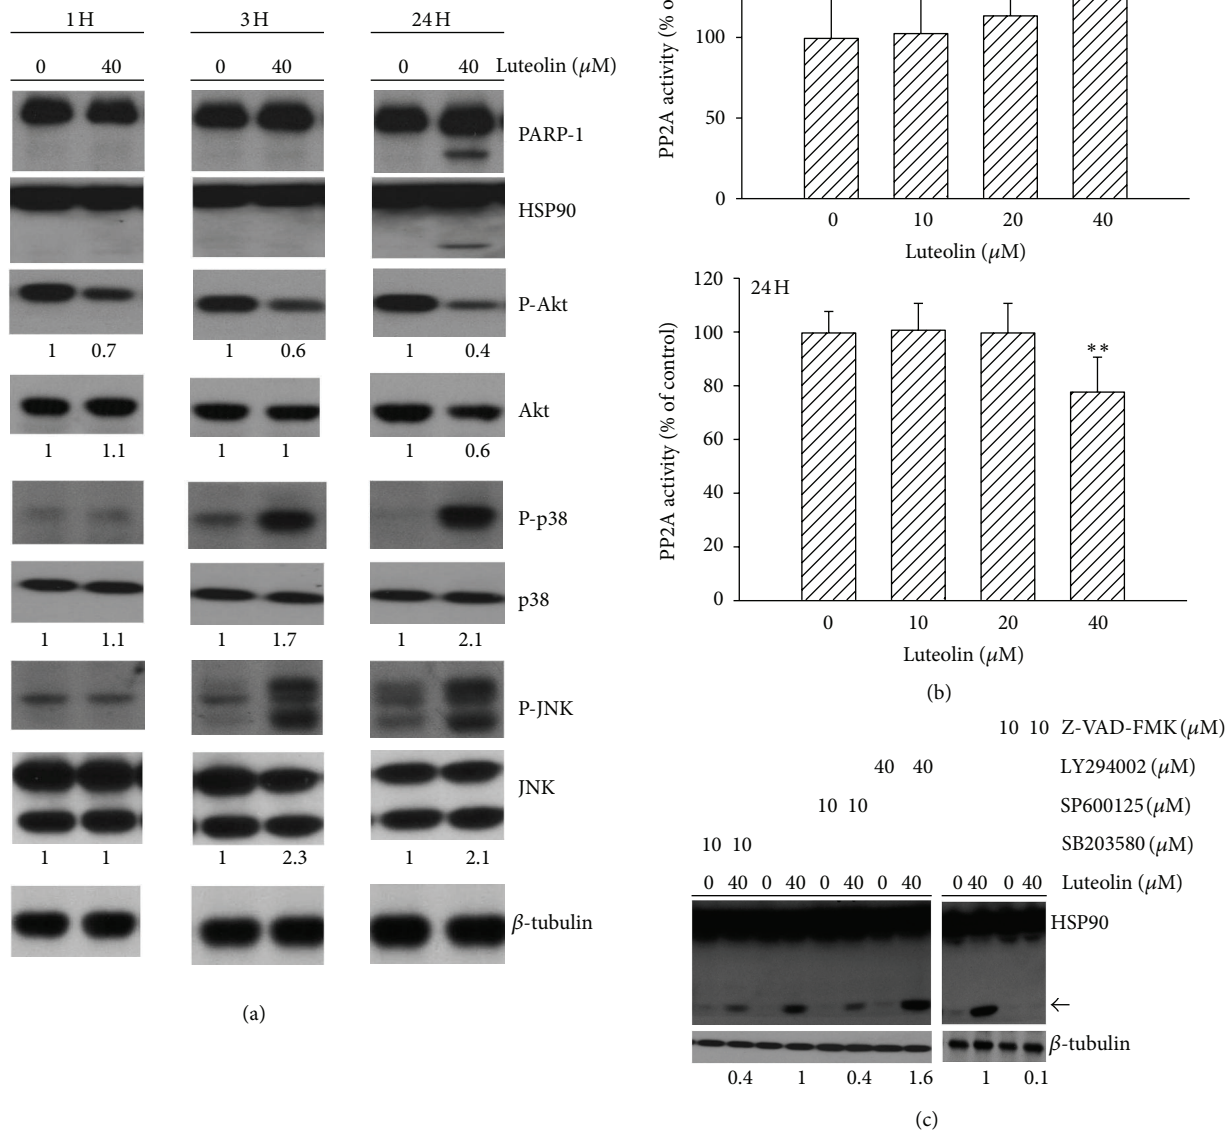 1 H 3 H 24 H
0 40 0 40 0 40 Luteolin (μM)
PARP-1
HSP90
P-Akt
1 0.7 1 0.6 1 0.4
Akt
1 1.1 1 1 1 0.6
P-p38
p38
1 1.1 1 1.7 1 2.1
P-JNK
JNK
1 1 1 2.3 1 2.1
β-tubulin
(a)
PP2A activity (% o
100
50
0
0 10 20 40
Luteolin (μM)
24 H
PP2A activity (% of control)
120
100
80
60
40
20
0
**
0 10 20 40
Luteolin (μM)
(b)
10 10 Z-VAD-FMK (μM)
40 40 LY294002 (μM)
10 10 SP600125 (μM)
10 10 SB203580 (μM)
0 40 0 40 0 40 0 40 0 40 0 40 Luteolin (μM)
HSP90
←
β-tubulin
0.4 1 0.4 1.6 1 0.1
(c)